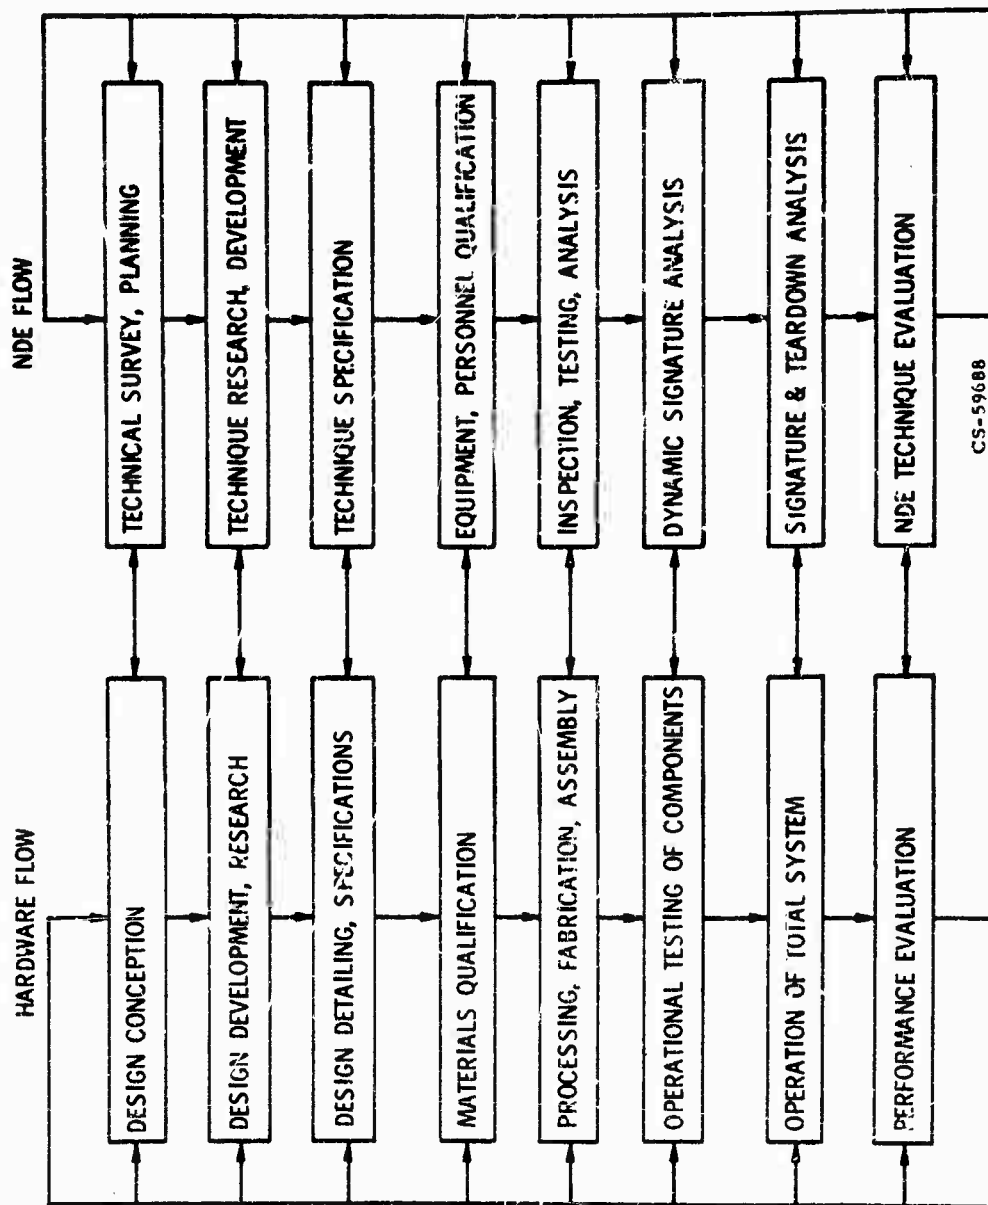 HARDWARE FLOW
DESIGN CONCEPTION
DESIGN DEVELOPMENT, RESEARCH
DESIGN DETAILING, SPECIFICATIONS
MATERIALS QUALIFICATION
PROCESSING, FABRICATION, ASSEMBLY
OPERATIONAL TESTING OF COMPONENTS
OPERATION OF TOTAL SYSTEM
PERFORMANCE EVALUATION
NDE FLOW
TECHNICAL SURVEY, PLANNING
TECHNIQUE RESEARCH, DEVELOPMENT
TECHNIQUE SPECIFICATION
EQUIPMENT, PERSONNEL QUALIFICATION
INSPECTION, TESTING, ANALYSIS
DYNAMIC SIGNATURE ANALYSIS
SIGNATURE & TEARDOWN ANALYSIS
NDE TECHNIQUE EVALUATION
CS-59688